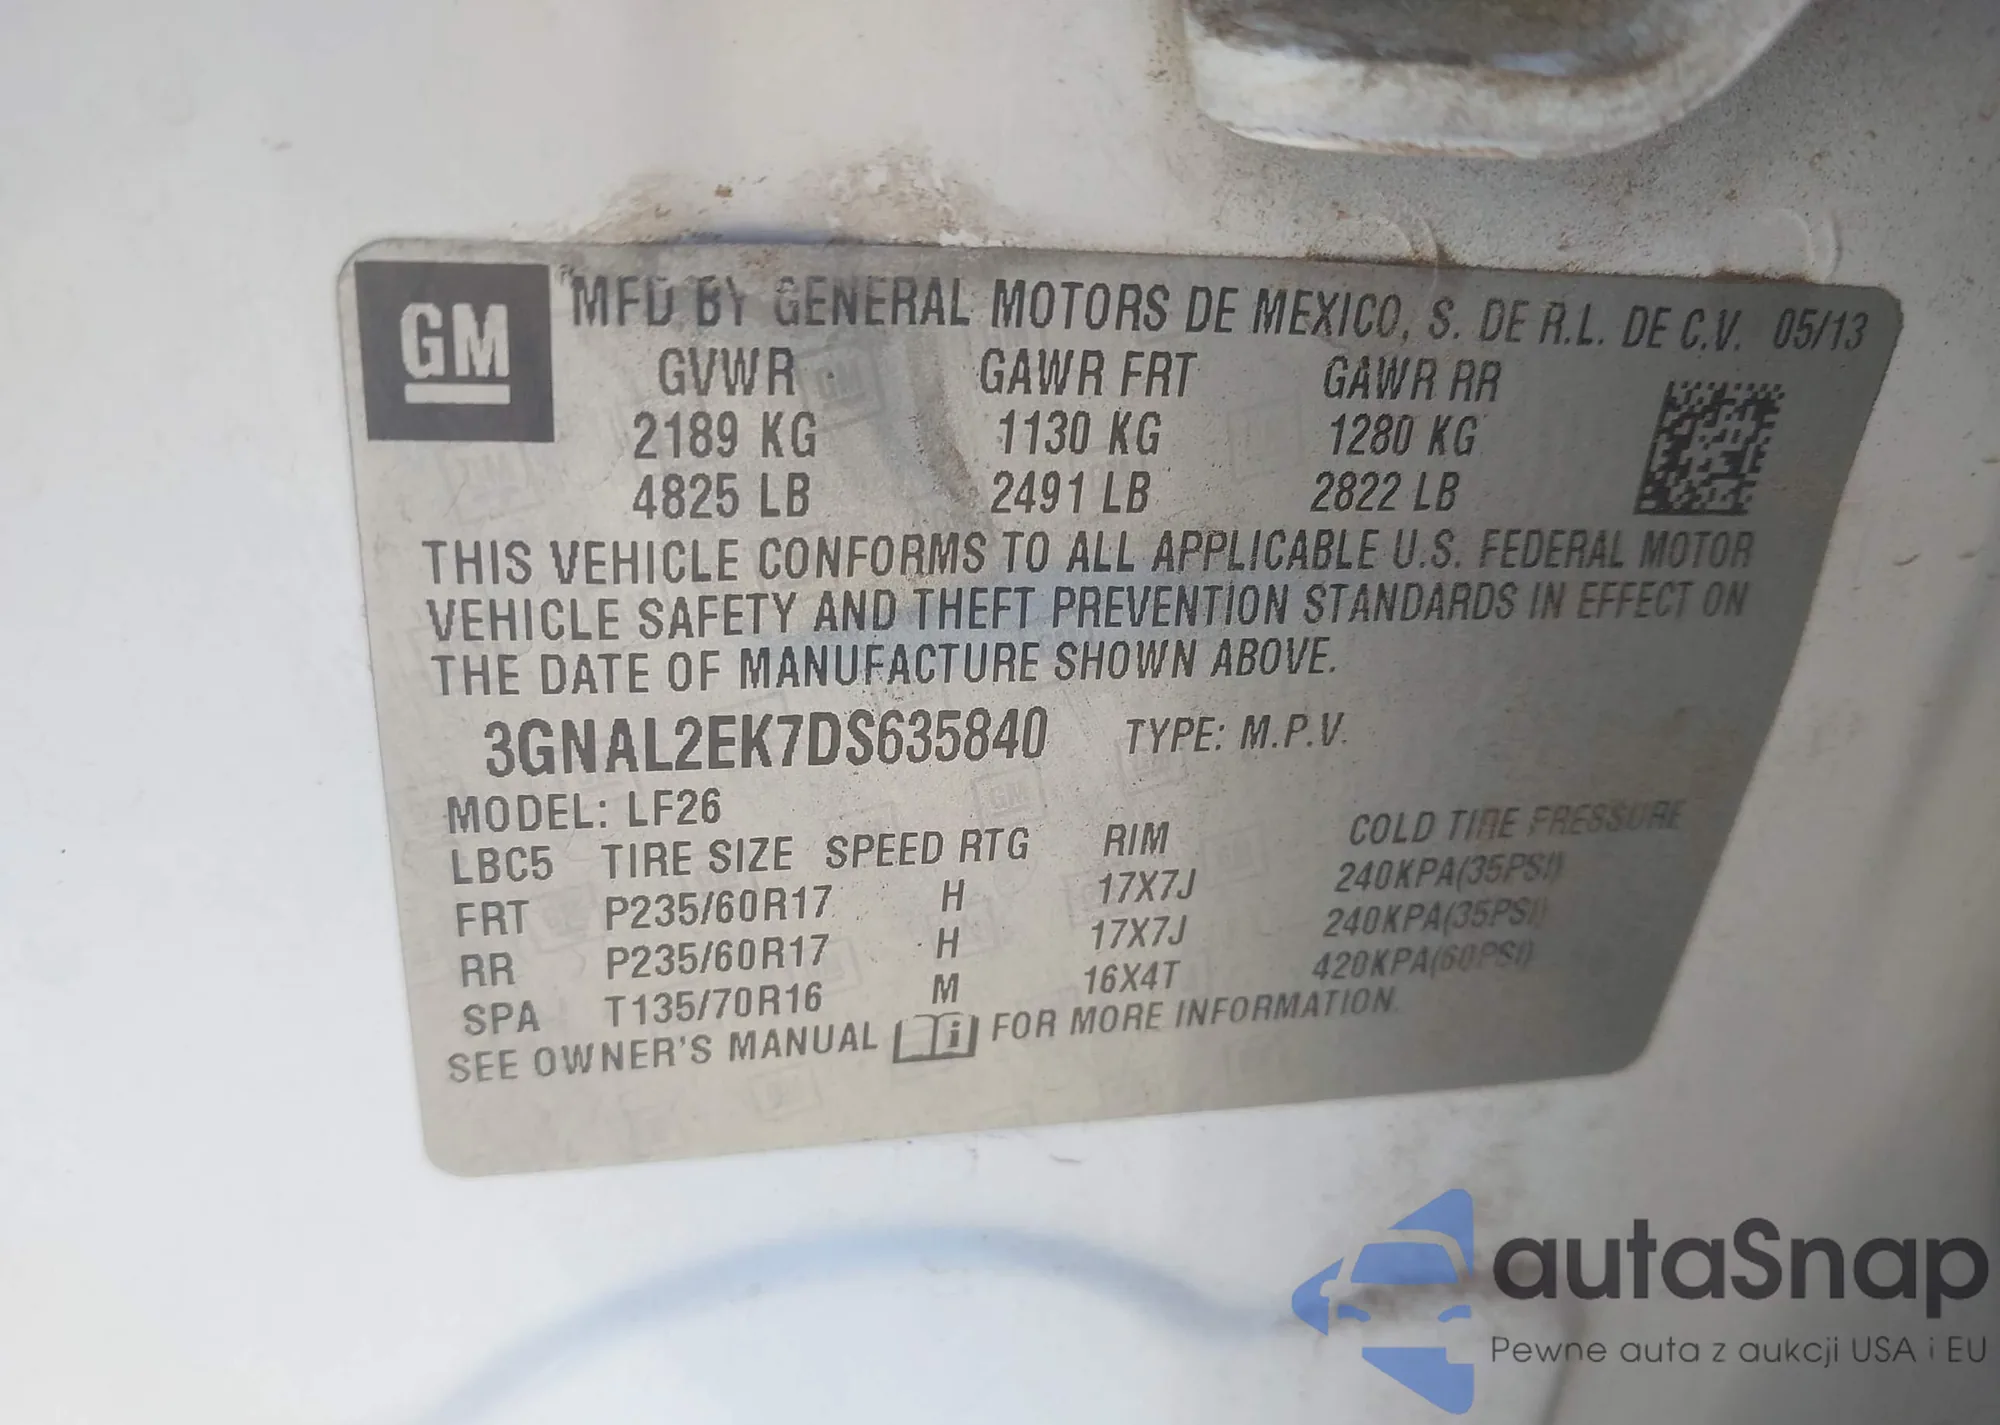 GM
MFD BY GENERAL MOTORS DE MEXICO, S. DE R.L. DE C.V. 05/13
GVWR GAWR FRT GAWR RR
2189 KG 1130 KG 1280 KG
4825 LB 2491 LB 2822 LB
THIS VEHICLE CONFORMS TO ALL APPLICABLE U.S. FEDERAL MOTOR
VEHICLE SAFETY AND THEFT PREVENTION STANDARDS IN EFFECT ON
THE DATE OF MANUFACTURE SHOWN ABOVE.
3GNAL2EK7DS635840 TYPE: M.P.V.
MODEL: LF26
LBC5 TIRE SIZE SPEED RTG RIM COLD TIRE PRESSURE
FRT P235/60R17 H 17X7J 240KPA(35PSI)
RR P235/60R17 H 17X7J 240KPA(35PSI)
SPA T135/70R16 M 16X4T 420KPA(60PSI)
SEE OWNER'S MANUAL i FOR MORE INFORMATION.
autaSnap
Pewne auta z aukcji USA i EU